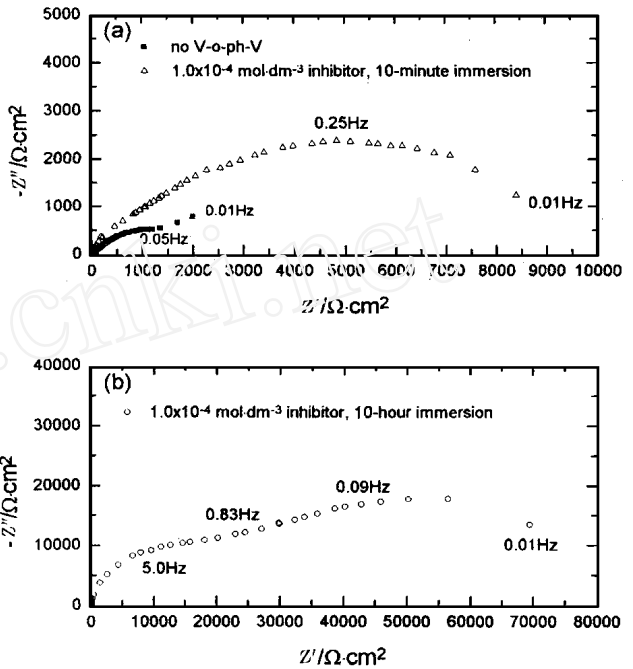 (a)
■ no V-o-ph-V
△ 1.0x10⁻⁴ mol·dm⁻³ inhibitor, 10-minute immersion
5000
4000
3000
2000
1000
0
-Z″/Ω·cm²
0.25Hz
0.01Hz
0.05Hz
0.01Hz
0 1000 2000 3000 4000 5000 6000 7000 8000 9000 10000
Z′/Ω·cm²
.cnki.net
(b)
○ 1.0x10⁻⁴ mol·dm⁻³ inhibitor, 10-hour immersion
40000
30000
20000
10000
0
-Z″/Ω·cm²
0.09Hz
0.83Hz
5.0Hz
0.01Hz
0 10000 20000 30000 40000 50000 60000 70000 80000
Z′/Ω·cm²